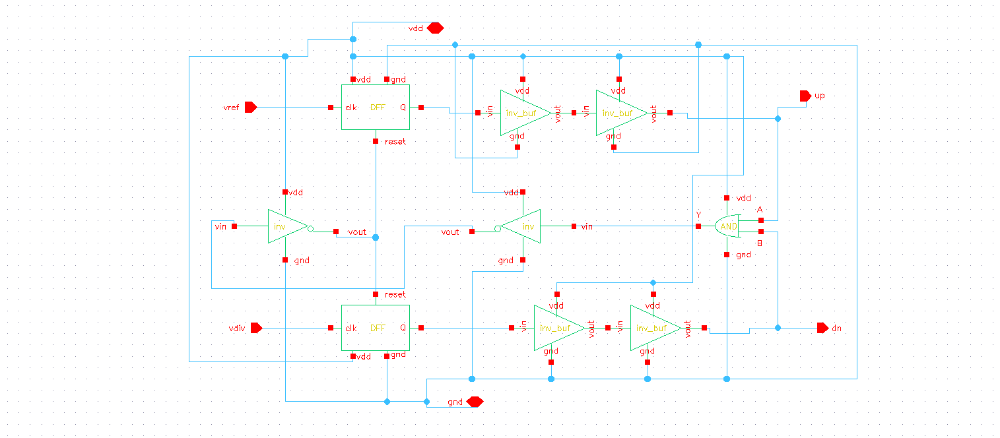 vdd
vdd gnd
vref clk DFF Q
reset
vdd
vin inv_buf vout
gnd
vdd
vin inv_buf vout
gnd
up
vdd
vin inv vout
gnd
vdd
vout inv vin
gnd
vdd
Y AND A
B
gnd
reset
vdiv clk DFF Q
vdd gnd
vdd
vin inv_buf vout
gnd
vdd
vin inv_buf vout
gnd
dn
gnd